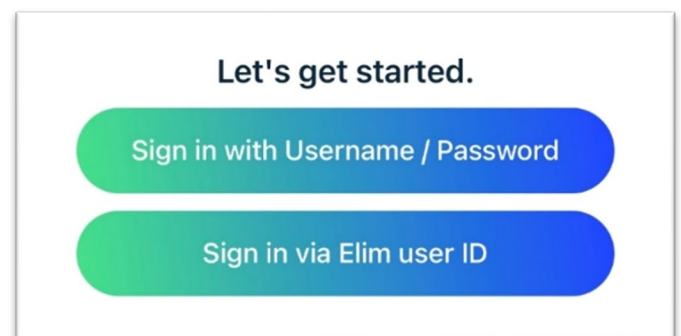 Let's get started.
Sign in with Username / Password
Sign in via Elim user ID